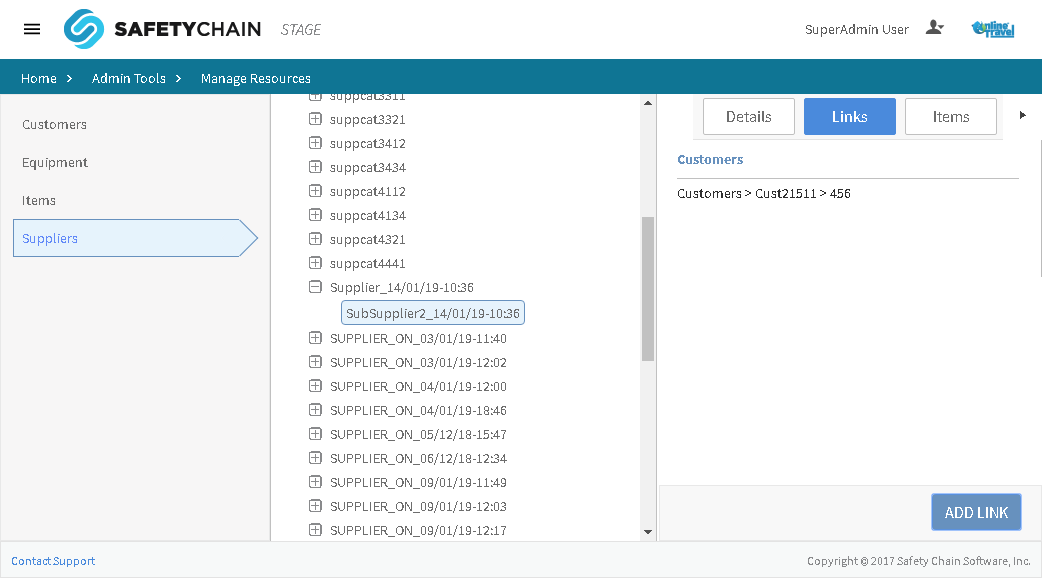 SAFETYCHAIN STAGE
SuperAdmin User
Online Travel
Home > Admin Tools > Manage Resources
Customers
Equipment
Items
Suppliers
suppcat3311
suppcat3321
suppcat3412
suppcat3434
suppcat4112
suppcat4134
suppcat4321
suppcat4441
Supplier_14/01/19-10:36
SubSupplier2_14/01/19-10:36
SUPPLIER_ON_03/01/19-11:40
SUPPLIER_ON_03/01/19-12:02
SUPPLIER_ON_04/01/19-12:00
SUPPLIER_ON_04/01/19-18:46
SUPPLIER_ON_05/12/18-15:47
SUPPLIER_ON_06/12/18-12:34
SUPPLIER_ON_09/01/19-11:49
SUPPLIER_ON_09/01/19-12:03
SUPPLIER_ON_09/01/19-12:17
Details Links Items
Customers
Customers > Cust21511 > 456
ADD LINK
Contact Support
Copyright © 2017 Safety Chain Software, Inc.